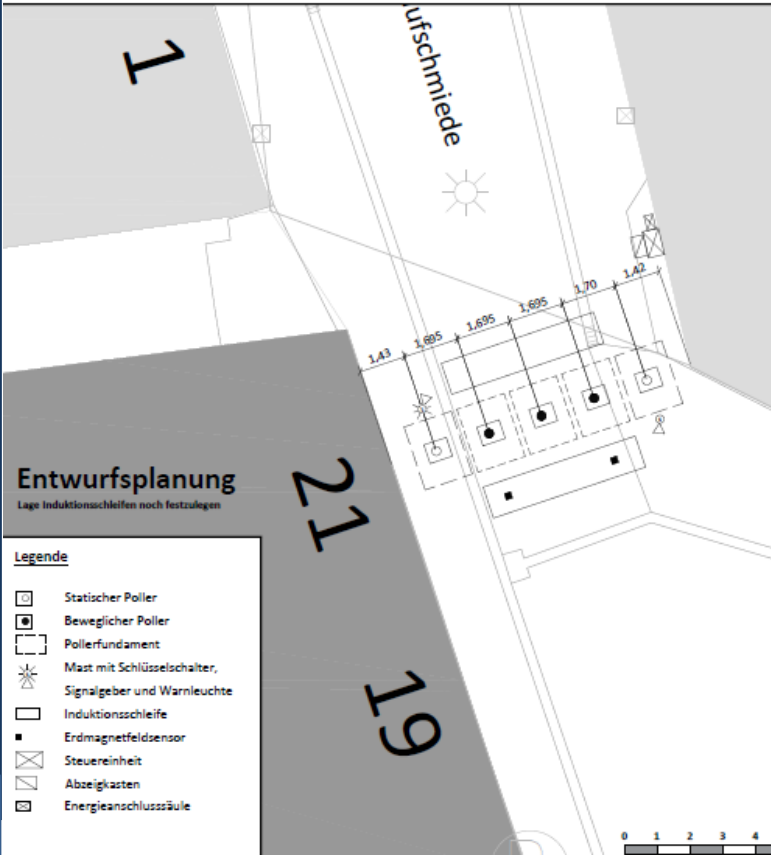 1
ufschmiede
1,43
1,695
1,695
1,695
1,70
1,42
Entwurfsplanung
Lage Induktionsschleifen noch festzulegen
21
19
Legende
Statischer Poller
Beweglicher Poller
Pollerfundament
Mast mit Schlüsselschalter,
Signalgeber und Warnleuchte
Induktionsschleife
Erdmagnetfeldsensor
Steuereinheit
Abzeigkasten
Energieanschlusssäule
0 1 2 3 4